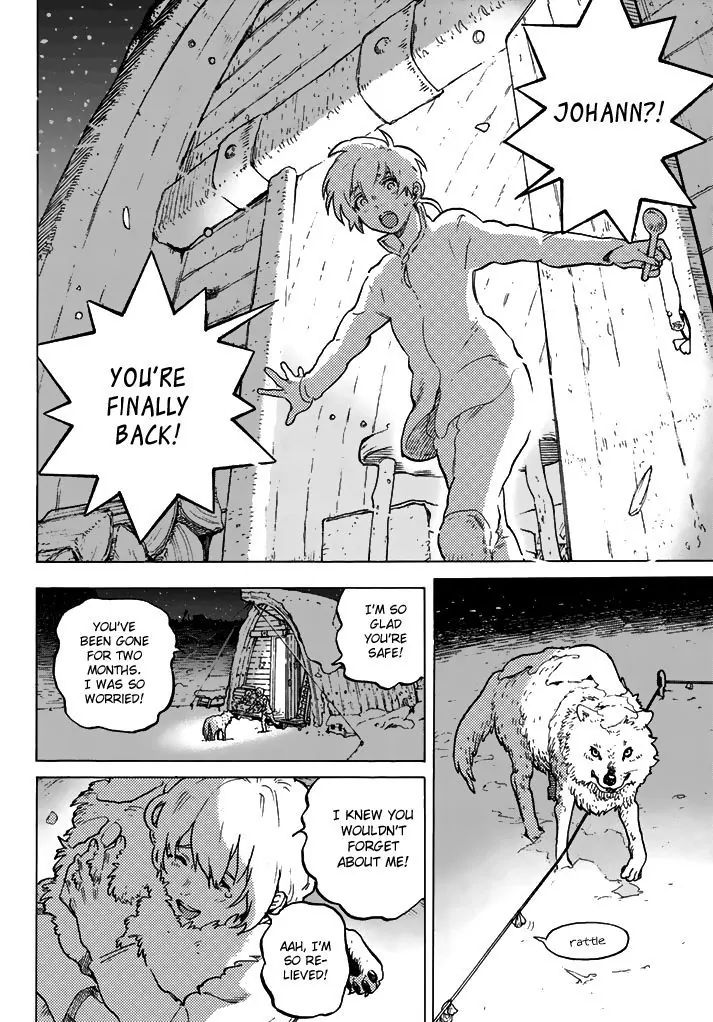 JOHANN?!
YOU'RE
FINALLY
BACK!
rattle
I'M SO
GLAD
YOU'RE
SAFE!
YOU'VE
BEEN GONE
FOR TWO
MONTHS.
I WAS SO
WORRIED!
I KNEW YOU
WOULDN'T
FORGET
ABOUT ME!
AAH, I'M
SO RE-
LIEVED!